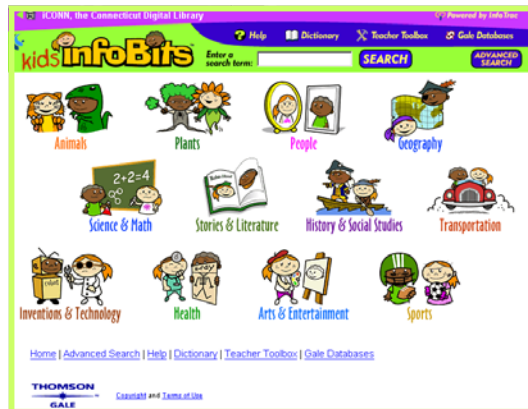 iCONN, the Connecticut Digital Library
Powered by InfoTrac
Help Dictionary Teacher Toolbox Gale Databases
kids InfoBits
Enter a search term:
SEARCH
ADVANCED SEARCH
Animals Plants People Geography
2+2=4
Science & Math Stories & Literature History & Social Studies Transportation
Inventions & Technology Health Arts & Entertainment Sports
Home | Advanced Search | Help | Dictionary | Teacher Toolbox | Gale Databases
THOMSON
GALE
Copyright and Terms of Use